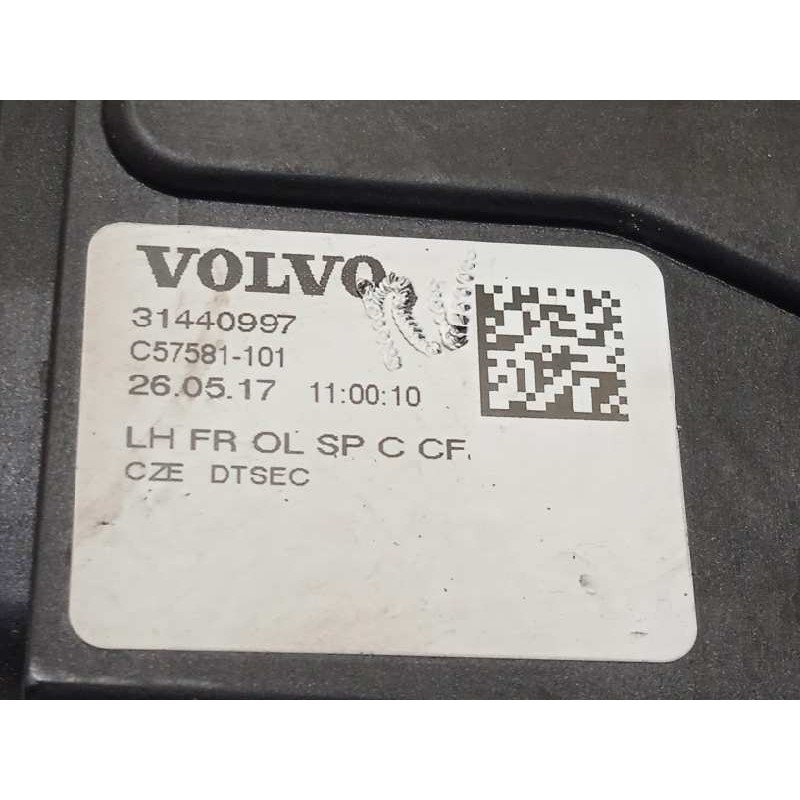 VOLVO
31440997
C57581-101
26.05.17 11:00:10
LH FR OL SP C CF.
CZE DTSEC